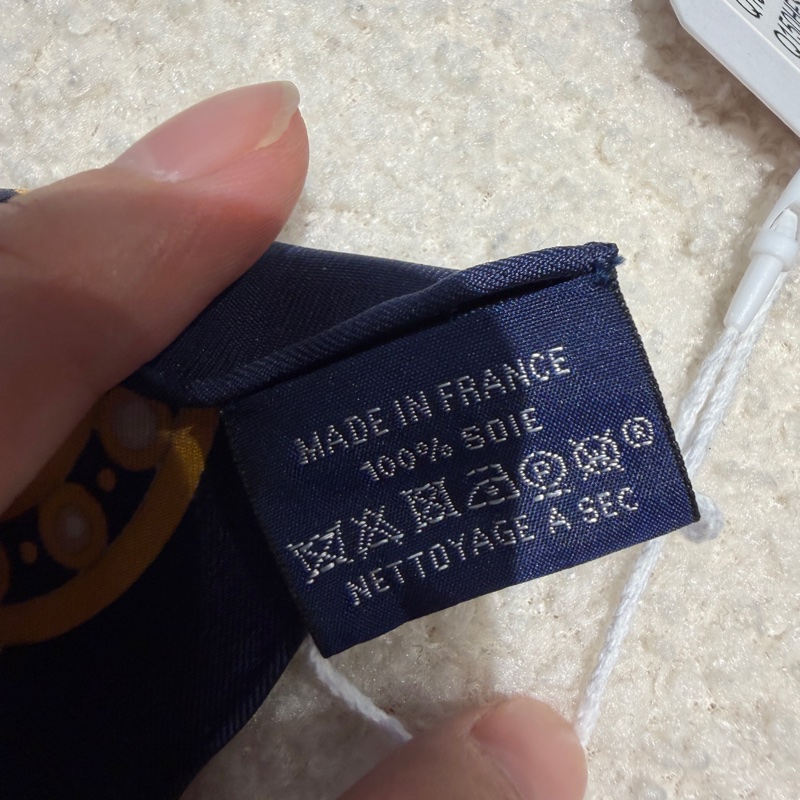 MADE IN FRANCE
100% SOIE
P W ®
NETTOYAGE A SEC